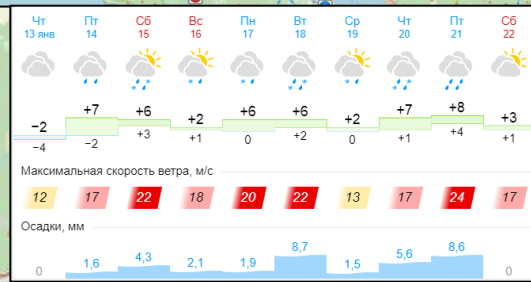 Чт Пт Сб Вс Пн Вт Ср Чт Пт Сб
13 янв 14 15 16 17 18 19 20 21 22
−2 +7 +6 +2 +6 +6 +2 +7 +8 +3
−4 −2 +3 +1 0 +2 0 +1 +4 +1
Максимальная скорость ветра, м/с
12 17 22 18 20 22 13 17 24 17
Осадки, мм
0 1,6 4,3 2,1 1,9 8,7 1,5 5,6 8,6 0